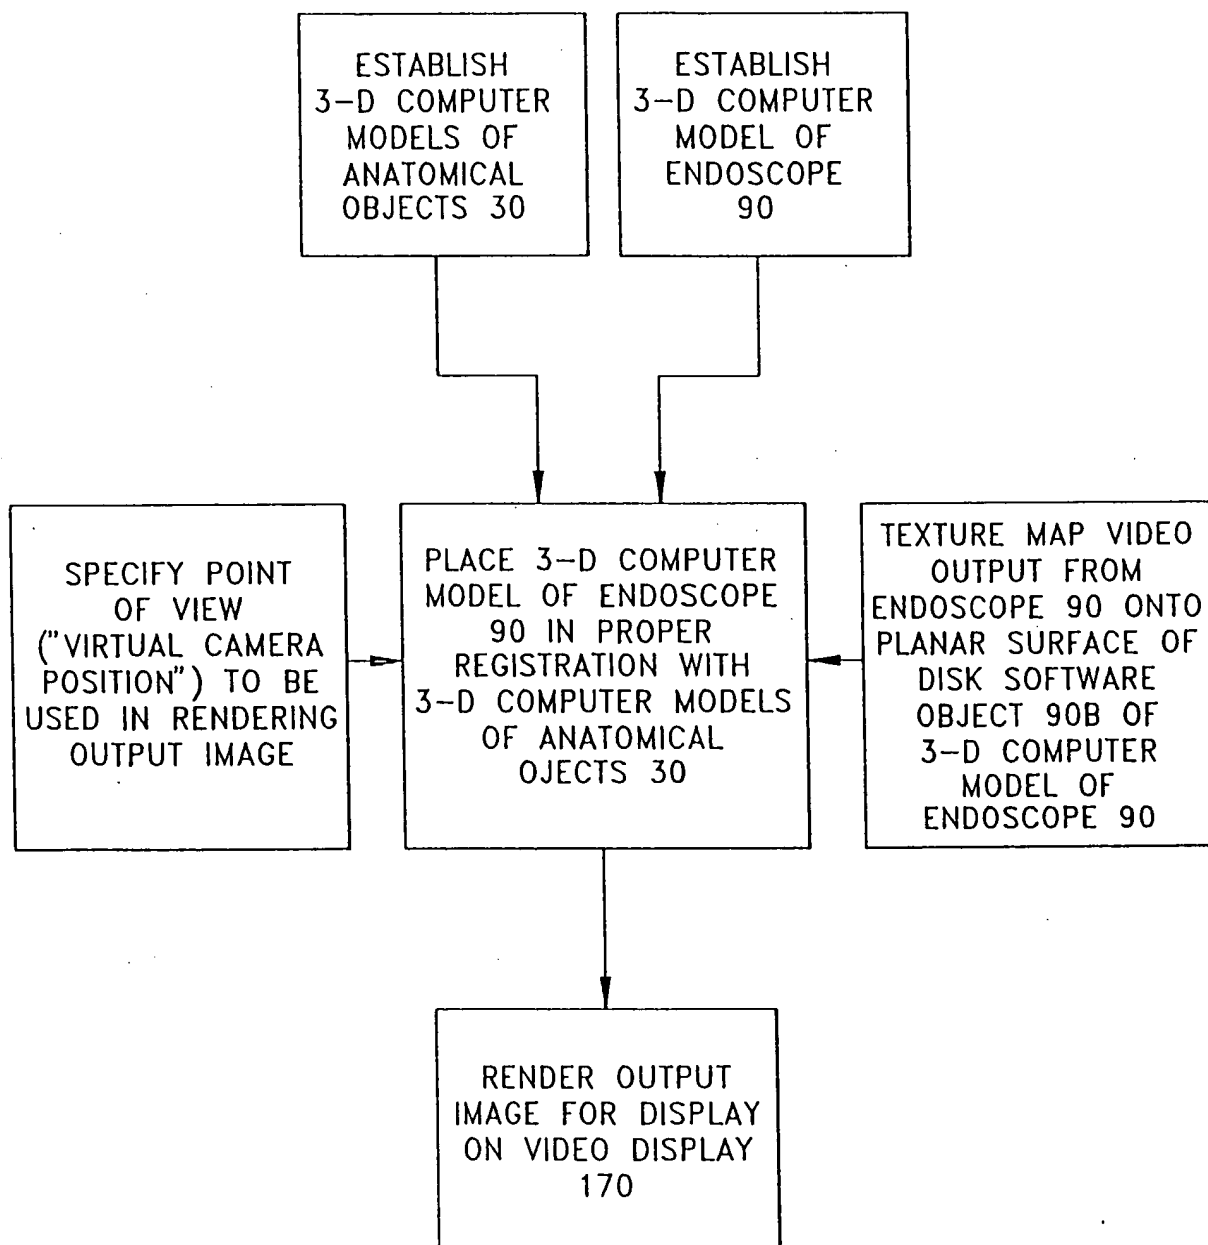 ESTABLISH
3-D COMPUTER
MODELS OF
ANATOMICAL
OBJECTS 30
ESTABLISH
3-D COMPUTER
MODEL OF
ENDOSCOPE
90
SPECIFY POINT
OF VIEW
("VIRTUAL CAMERA
POSITION") TO BE
USED IN RENDERING
OUTPUT IMAGE
PLACE 3-D COMPUTER
MODEL OF ENDOSCOPE
90 IN PROPER
REGISTRATION WITH
3-D COMPUTER MODELS
OF ANATOMICAL
OJECTS 30
TEXTURE MAP VIDEO
OUTPUT FROM
ENDOSCOPE 90 ONTO
PLANAR SURFACE OF
DISK SOFTWARE
OBJECT 90B OF
3-D COMPUTER
MODEL OF
ENDOSCOPE 90
RENDER OUTPUT
IMAGE FOR DISPLAY
ON VIDEO DISPLAY
170